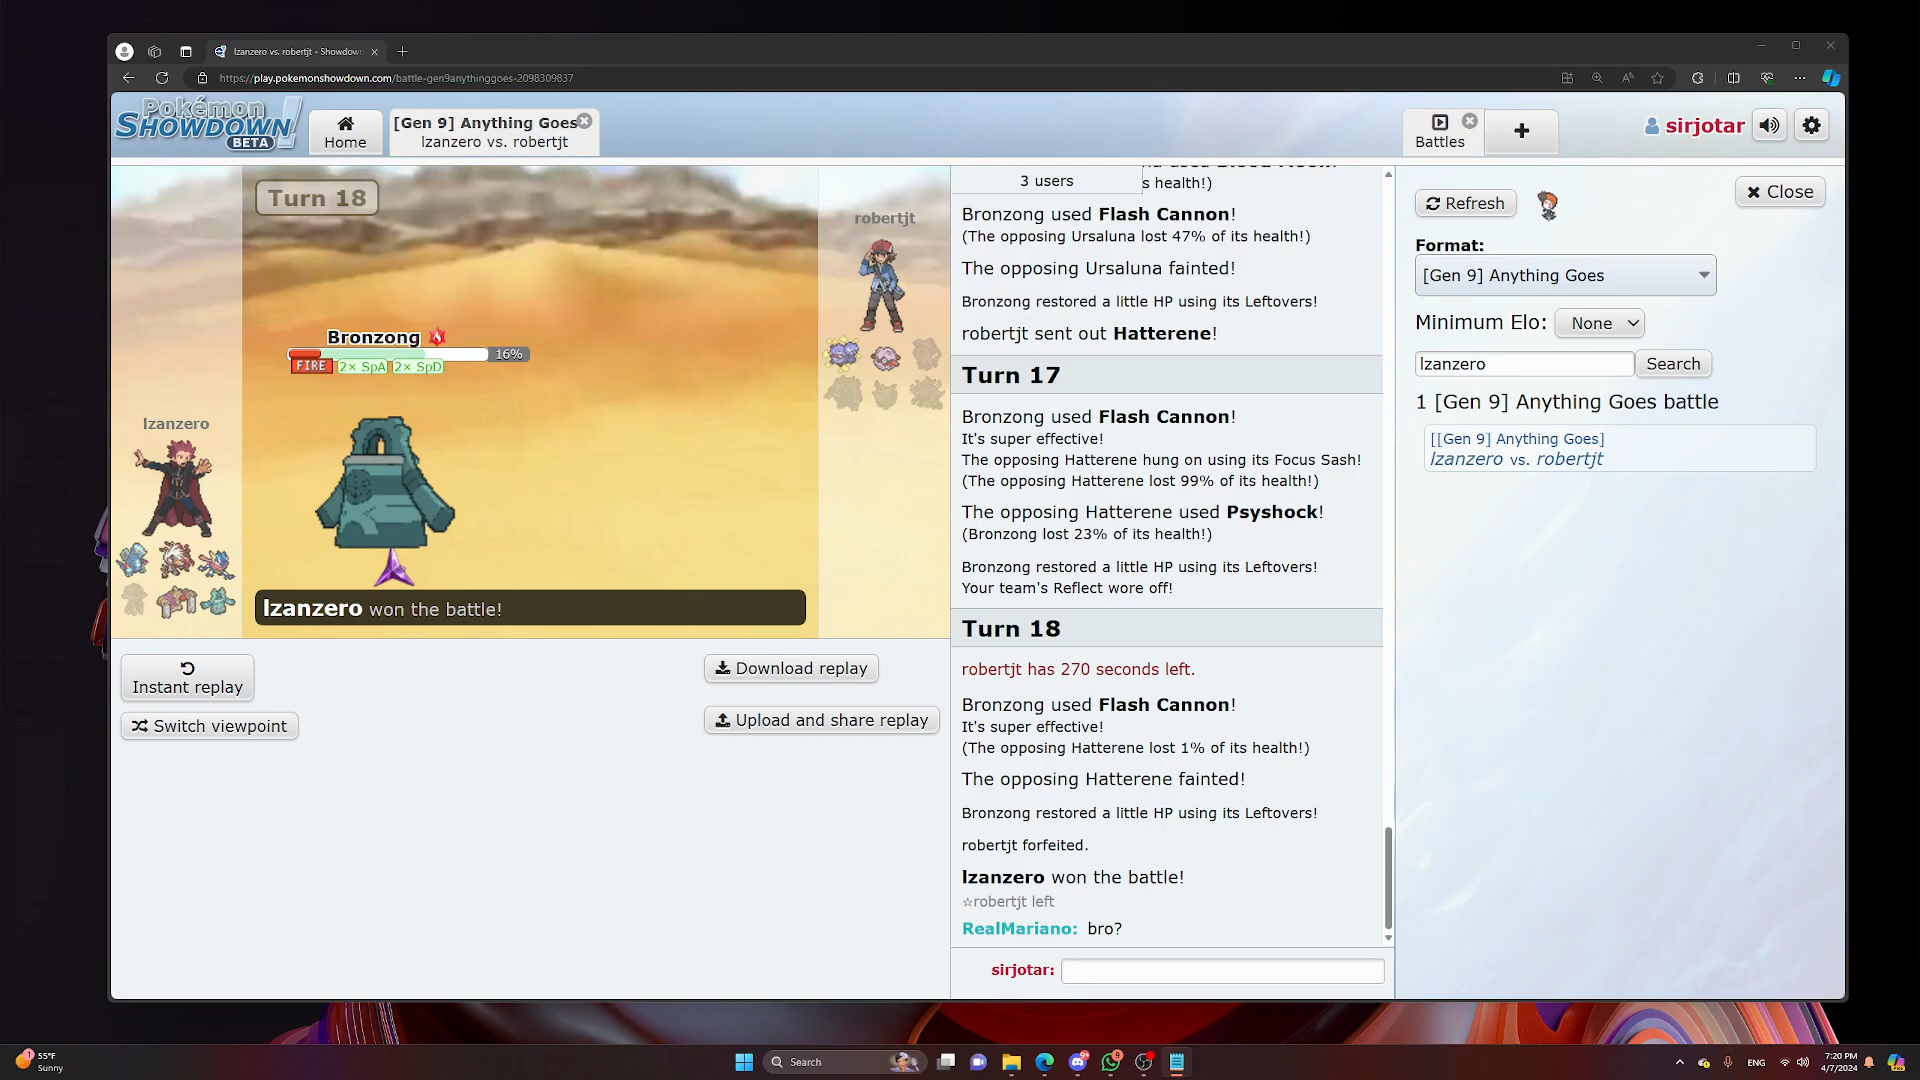 lzanzero vs. robertjt - Showdown
https://play.pokemonshowdown.com/battle-gen9anythinggoes-2098309837
Pokémon
SHOWDOWN!
BETA
Home
[Gen 9] Anything Goes
lzanzero vs. robertjt
Battles
sirjotar
Turn 18
robertjt
Bronzong
16%
FIRE 2× SpA 2× SpD
lzanzero
lzanzero won the battle!
Instant replay
Switch viewpoint
Download replay
Upload and share replay
3 users
s health!)
Bronzong used Flash Cannon!
(The opposing Ursaluna lost 47% of its health!)
The opposing Ursaluna fainted!
Bronzong restored a little HP using its Leftovers!
robertjt sent out Hatterene!
Turn 17
Bronzong used Flash Cannon!
It's super effective!
The opposing Hatterene hung on using its Focus Sash!
(The opposing Hatterene lost 99% of its health!)
The opposing Hatterene used Psyshock!
(Bronzong lost 23% of its health!)
Bronzong restored a little HP using its Leftovers!
Your team's Reflect wore off!
Turn 18
robertjt has 270 seconds left.
Bronzong used Flash Cannon!
It's super effective!
(The opposing Hatterene lost 1% of its health!)
The opposing Hatterene fainted!
Bronzong restored a little HP using its Leftovers!
robertjt forfeited.
lzanzero won the battle!
☆robertjt left
RealMariano: bro?
sirjotar:
Refresh
Close
Format:
[Gen 9] Anything Goes
Minimum Elo: None
lzanzero Search
1 [Gen 9] Anything Goes battle
[[Gen 9] Anything Goes]
lzanzero vs. robertjt
1
55°F
Sunny
Search
ENG
7:20 PM
4/7/2024